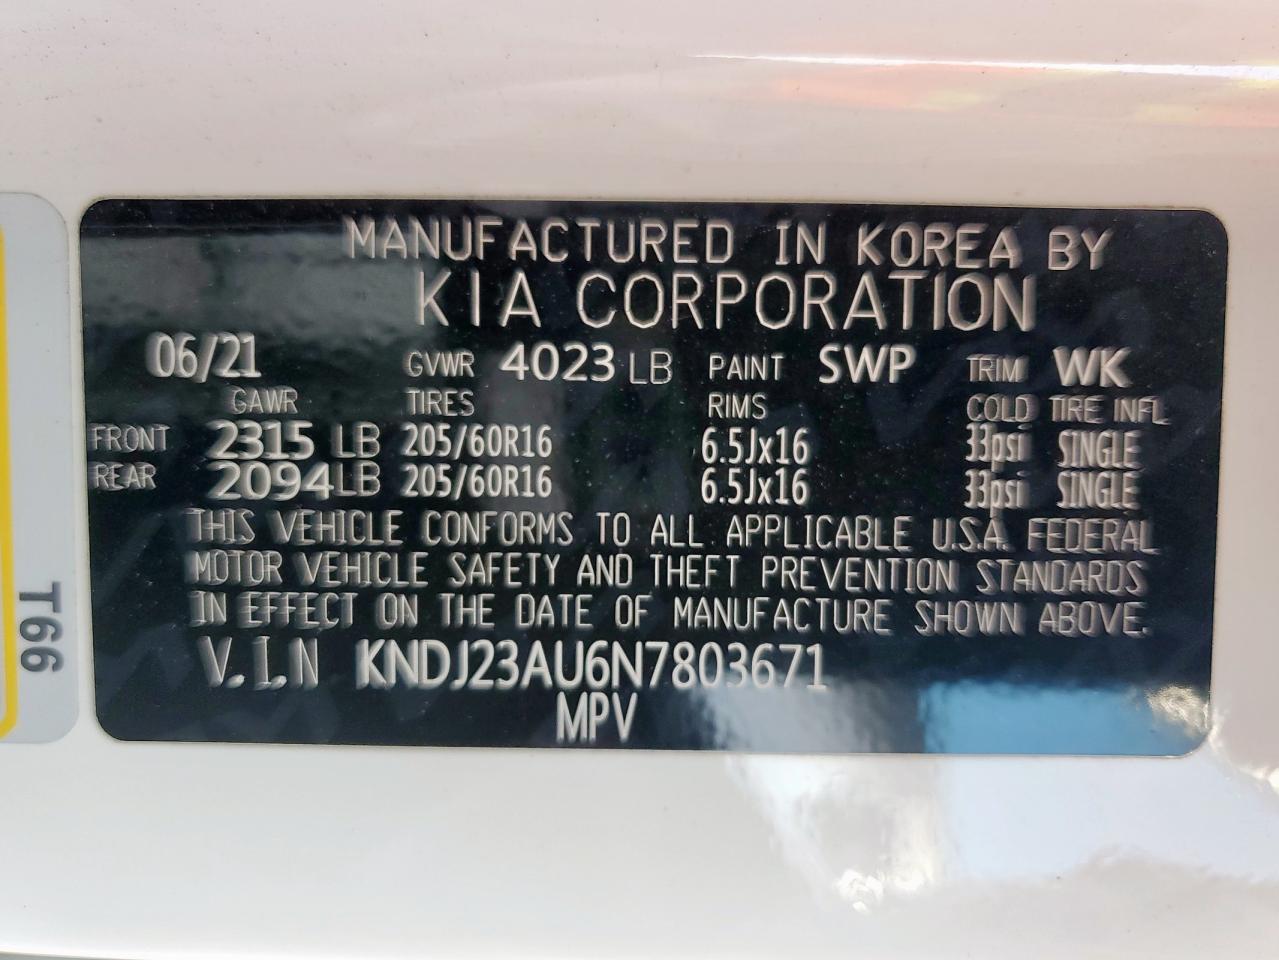 MANUFACTURED IN KOREA BY
KIA CORPORATION
06/21 GVWR 4023 LB PAINT SWP TRIM WK
GAWR TIRES RIMS COLD TIRE INFL
FRONT 2315 LB 205/60R16 6.5Jx16 33psi SINGLE
REAR 2094 LB 205/60R16 6.5Jx16 33psi SINGLE
THIS VEHICLE CONFORMS TO ALL APPLICABLE U.S.A. FEDERAL
MOTOR VEHICLE SAFETY AND THEFT PREVENTION STANDARDS
IN EFFECT ON THE DATE OF MANUFACTURE SHOWN ABOVE.
V.I.N KNDJ23AU6N7803671
MPV
T66